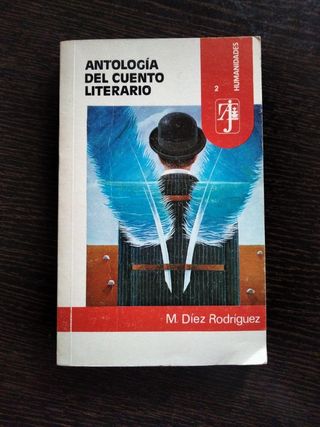 ANTOLOGÍA
DEL CUENTO
LITERARIO
2
HUMANIDADES
M. Díez Rodríguez